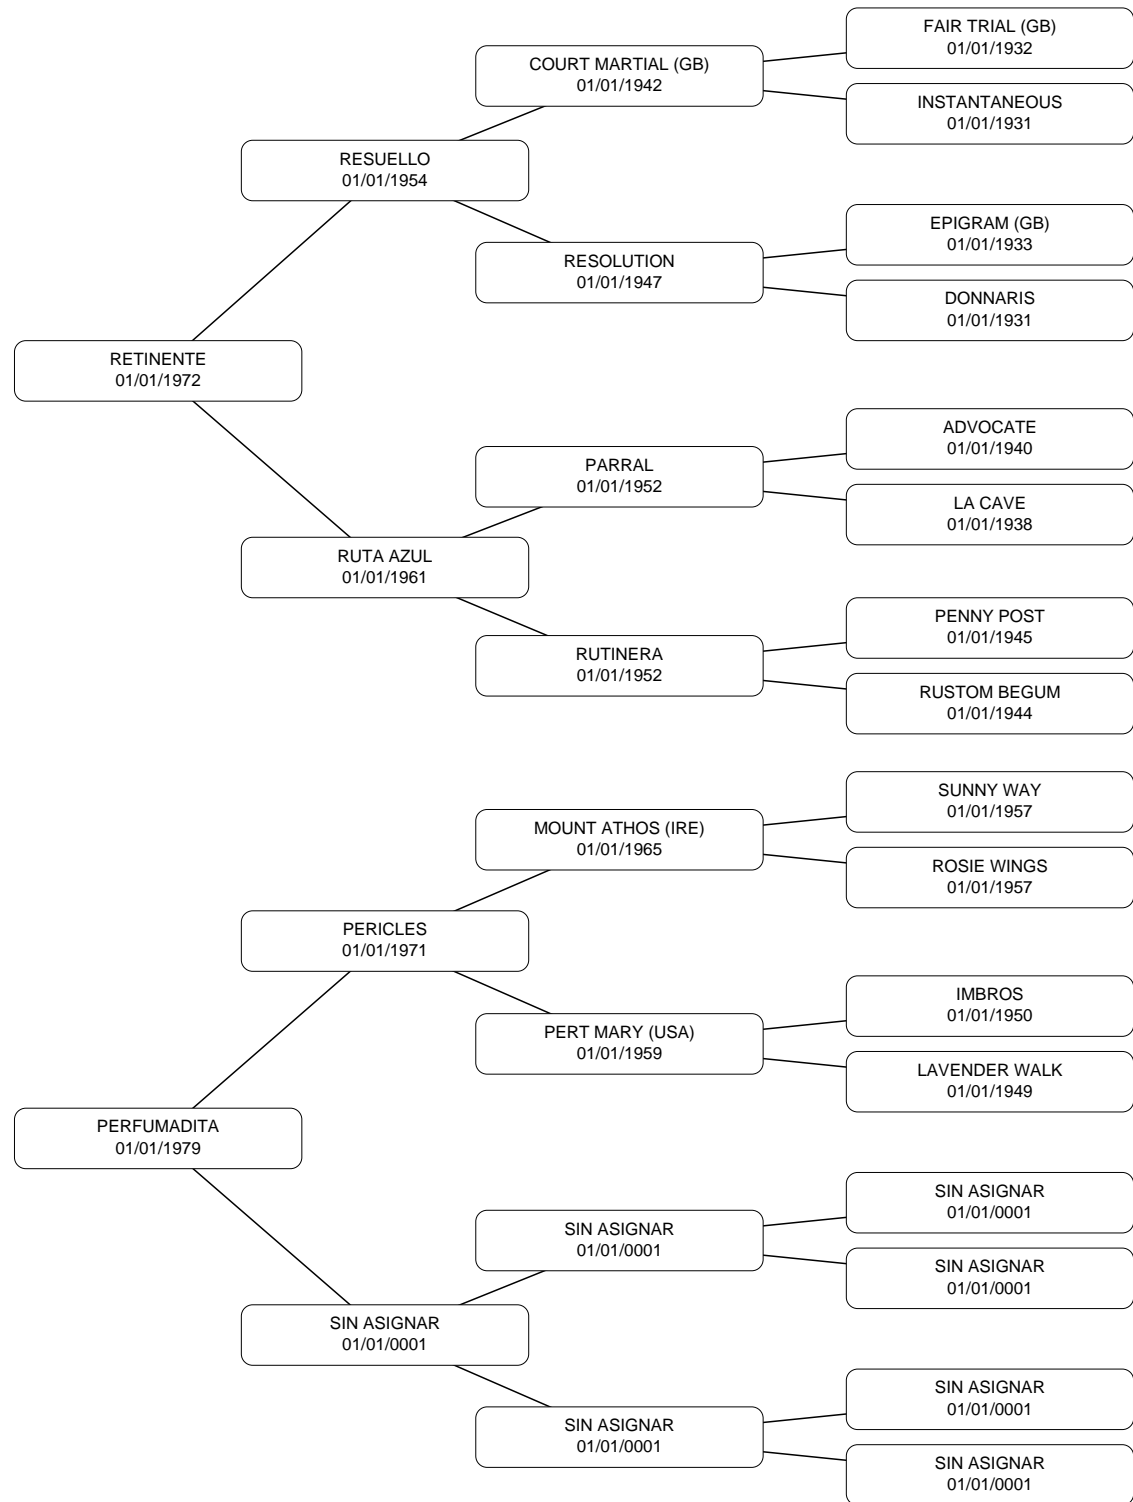 FAIR TRIAL (GB)
01/01/1932
COURT MARTIAL (GB)
01/01/1942
INSTANTANEOUS
01/01/1931
RESUELLO
01/01/1954
EPIGRAM (GB)
01/01/1933
RESOLUTION
01/01/1947
DONNARIS
01/01/1931
RETINENTE
01/01/1972
ADVOCATE
01/01/1940
PARRAL
01/01/1952
LA CAVE
01/01/1938
RUTA AZUL
01/01/1961
PENNY POST
01/01/1945
RUTINERA
01/01/1952
RUSTOM BEGUM
01/01/1944
SUNNY WAY
01/01/1957
MOUNT ATHOS (IRE)
01/01/1965
ROSIE WINGS
01/01/1957
PERICLES
01/01/1971
IMBROS
01/01/1950
PERT MARY (USA)
01/01/1959
LAVENDER WALK
01/01/1949
PERFUMADITA
01/01/1979
SIN ASIGNAR
01/01/0001
SIN ASIGNAR
01/01/0001
SIN ASIGNAR
01/01/0001
SIN ASIGNAR
01/01/0001
SIN ASIGNAR
01/01/0001
SIN ASIGNAR
01/01/0001
SIN ASIGNAR
01/01/0001